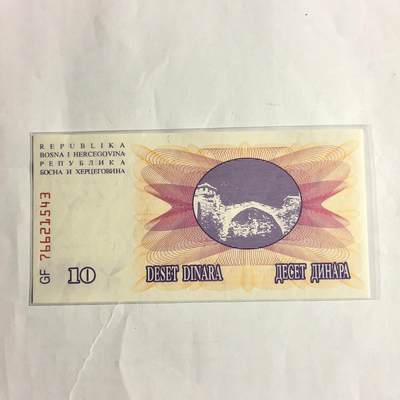 REPUBLIKA
BOSNA I HERCEGOVINA
РЕПУБЛИКА
БОСНА И ХЕРЦЕГОВИНА
GF 76621543
10
DESET DINARA
ДЕСЕТ ДИНАРА